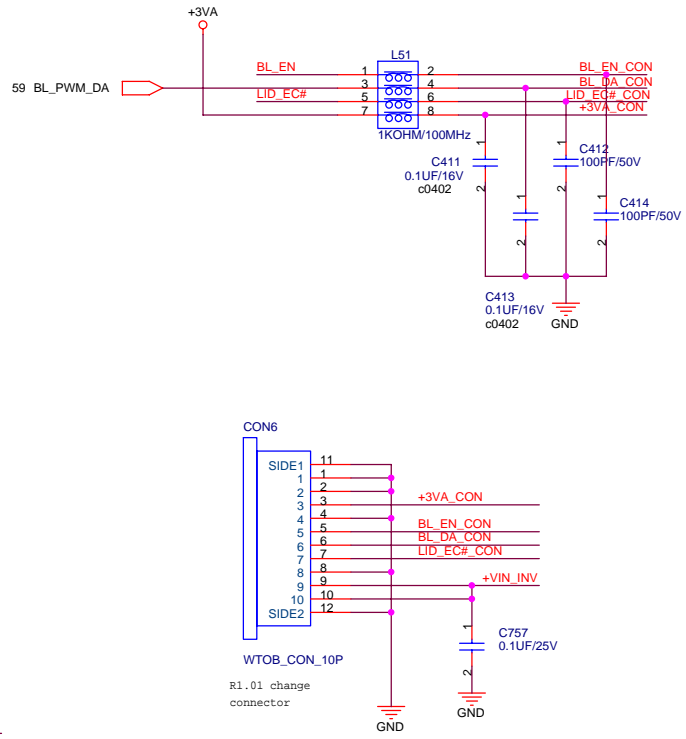 +3VA
L51
BL_EN 1 2 BL_EN_CON
59 BL_PWM_DA 3 4 BL_DA_CON
LID_EC# 5 6 LID_EC#_CON
7 8 +3VA_CON
1KOHM/100MHz
1 1 C412
C411 100PF/50V
0.1UF/16V 2 2
c0402
1 1 C414
100PF/50V
2 2
C413
0.1UF/16V
c0402 GND
CON6
SIDE1 11
1 1
2 2
3 3 +3VA_CON
4 4
5 5 BL_EN_CON
6 6 BL_DA_CON
7 7 LID_EC#_CON
8 8
9 9 +VIN_INV
10 10
SIDE2 12
1 C757
0.1UF/25V
2
WTOB_CON_10P
R1.01 change
connector
GND GND